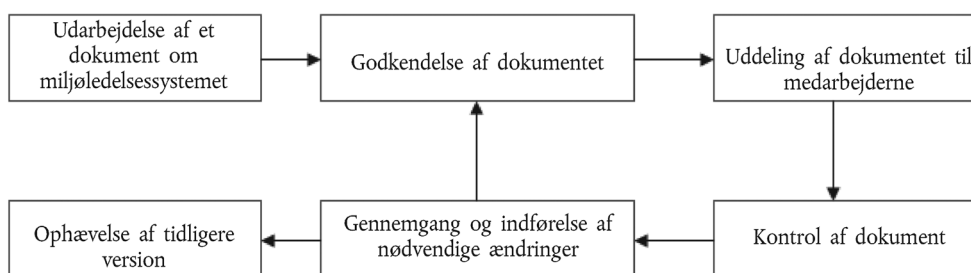 Udarbejdelse af et
dokument om
miljøledelsessystemet
Godkendelse af dokumentet
Uddeling af dokumentet til
medarbejderne
Ophævelse af tidligere
version
Gennemgang og indførelse af
nødvendige ændringer
Kontrol af dokument